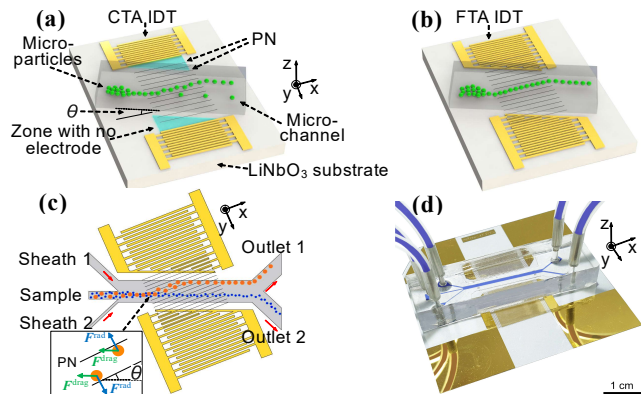 (a)
CTA IDT
Micro-
particles
PN
z
x
y
θ
Micro-
channel
Zone with no
electrode
LiNbO3 substrate
(b)
FTA IDT
(c)
x
y
Sheath 1
Outlet 1
Sample
Sheath 2
Outlet 2
F^rad
PN
F^drag
θ
F^drag
F^rad
(d)
z
x
y
1 cm